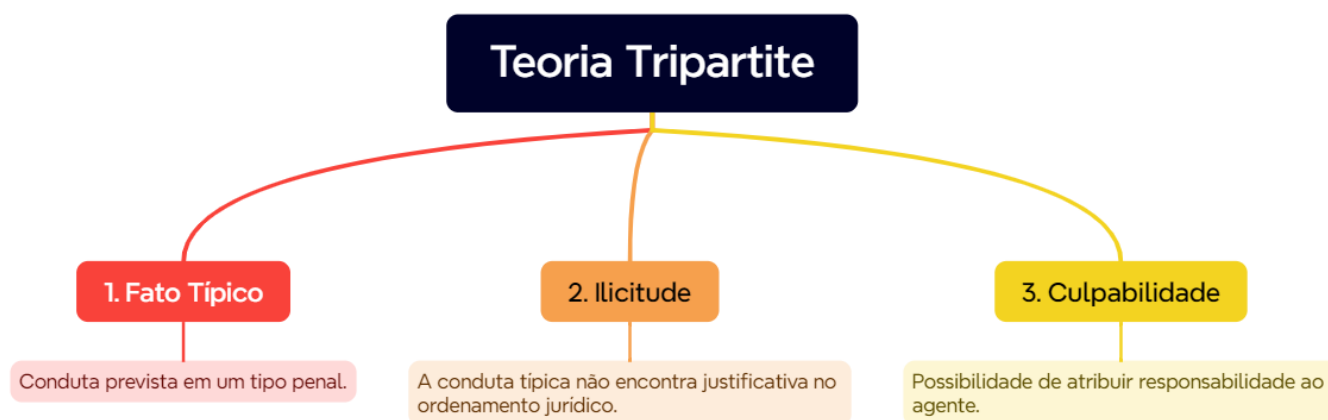 Teoria Tripartite
1. Fato Típico
2. Ilicitude
3. Culpabilidade
Conduta prevista em um tipo penal.
A conduta típica não encontra justificativa no
ordenamento jurídico.
Possibilidade de atribuir responsabilidade ao
agente.